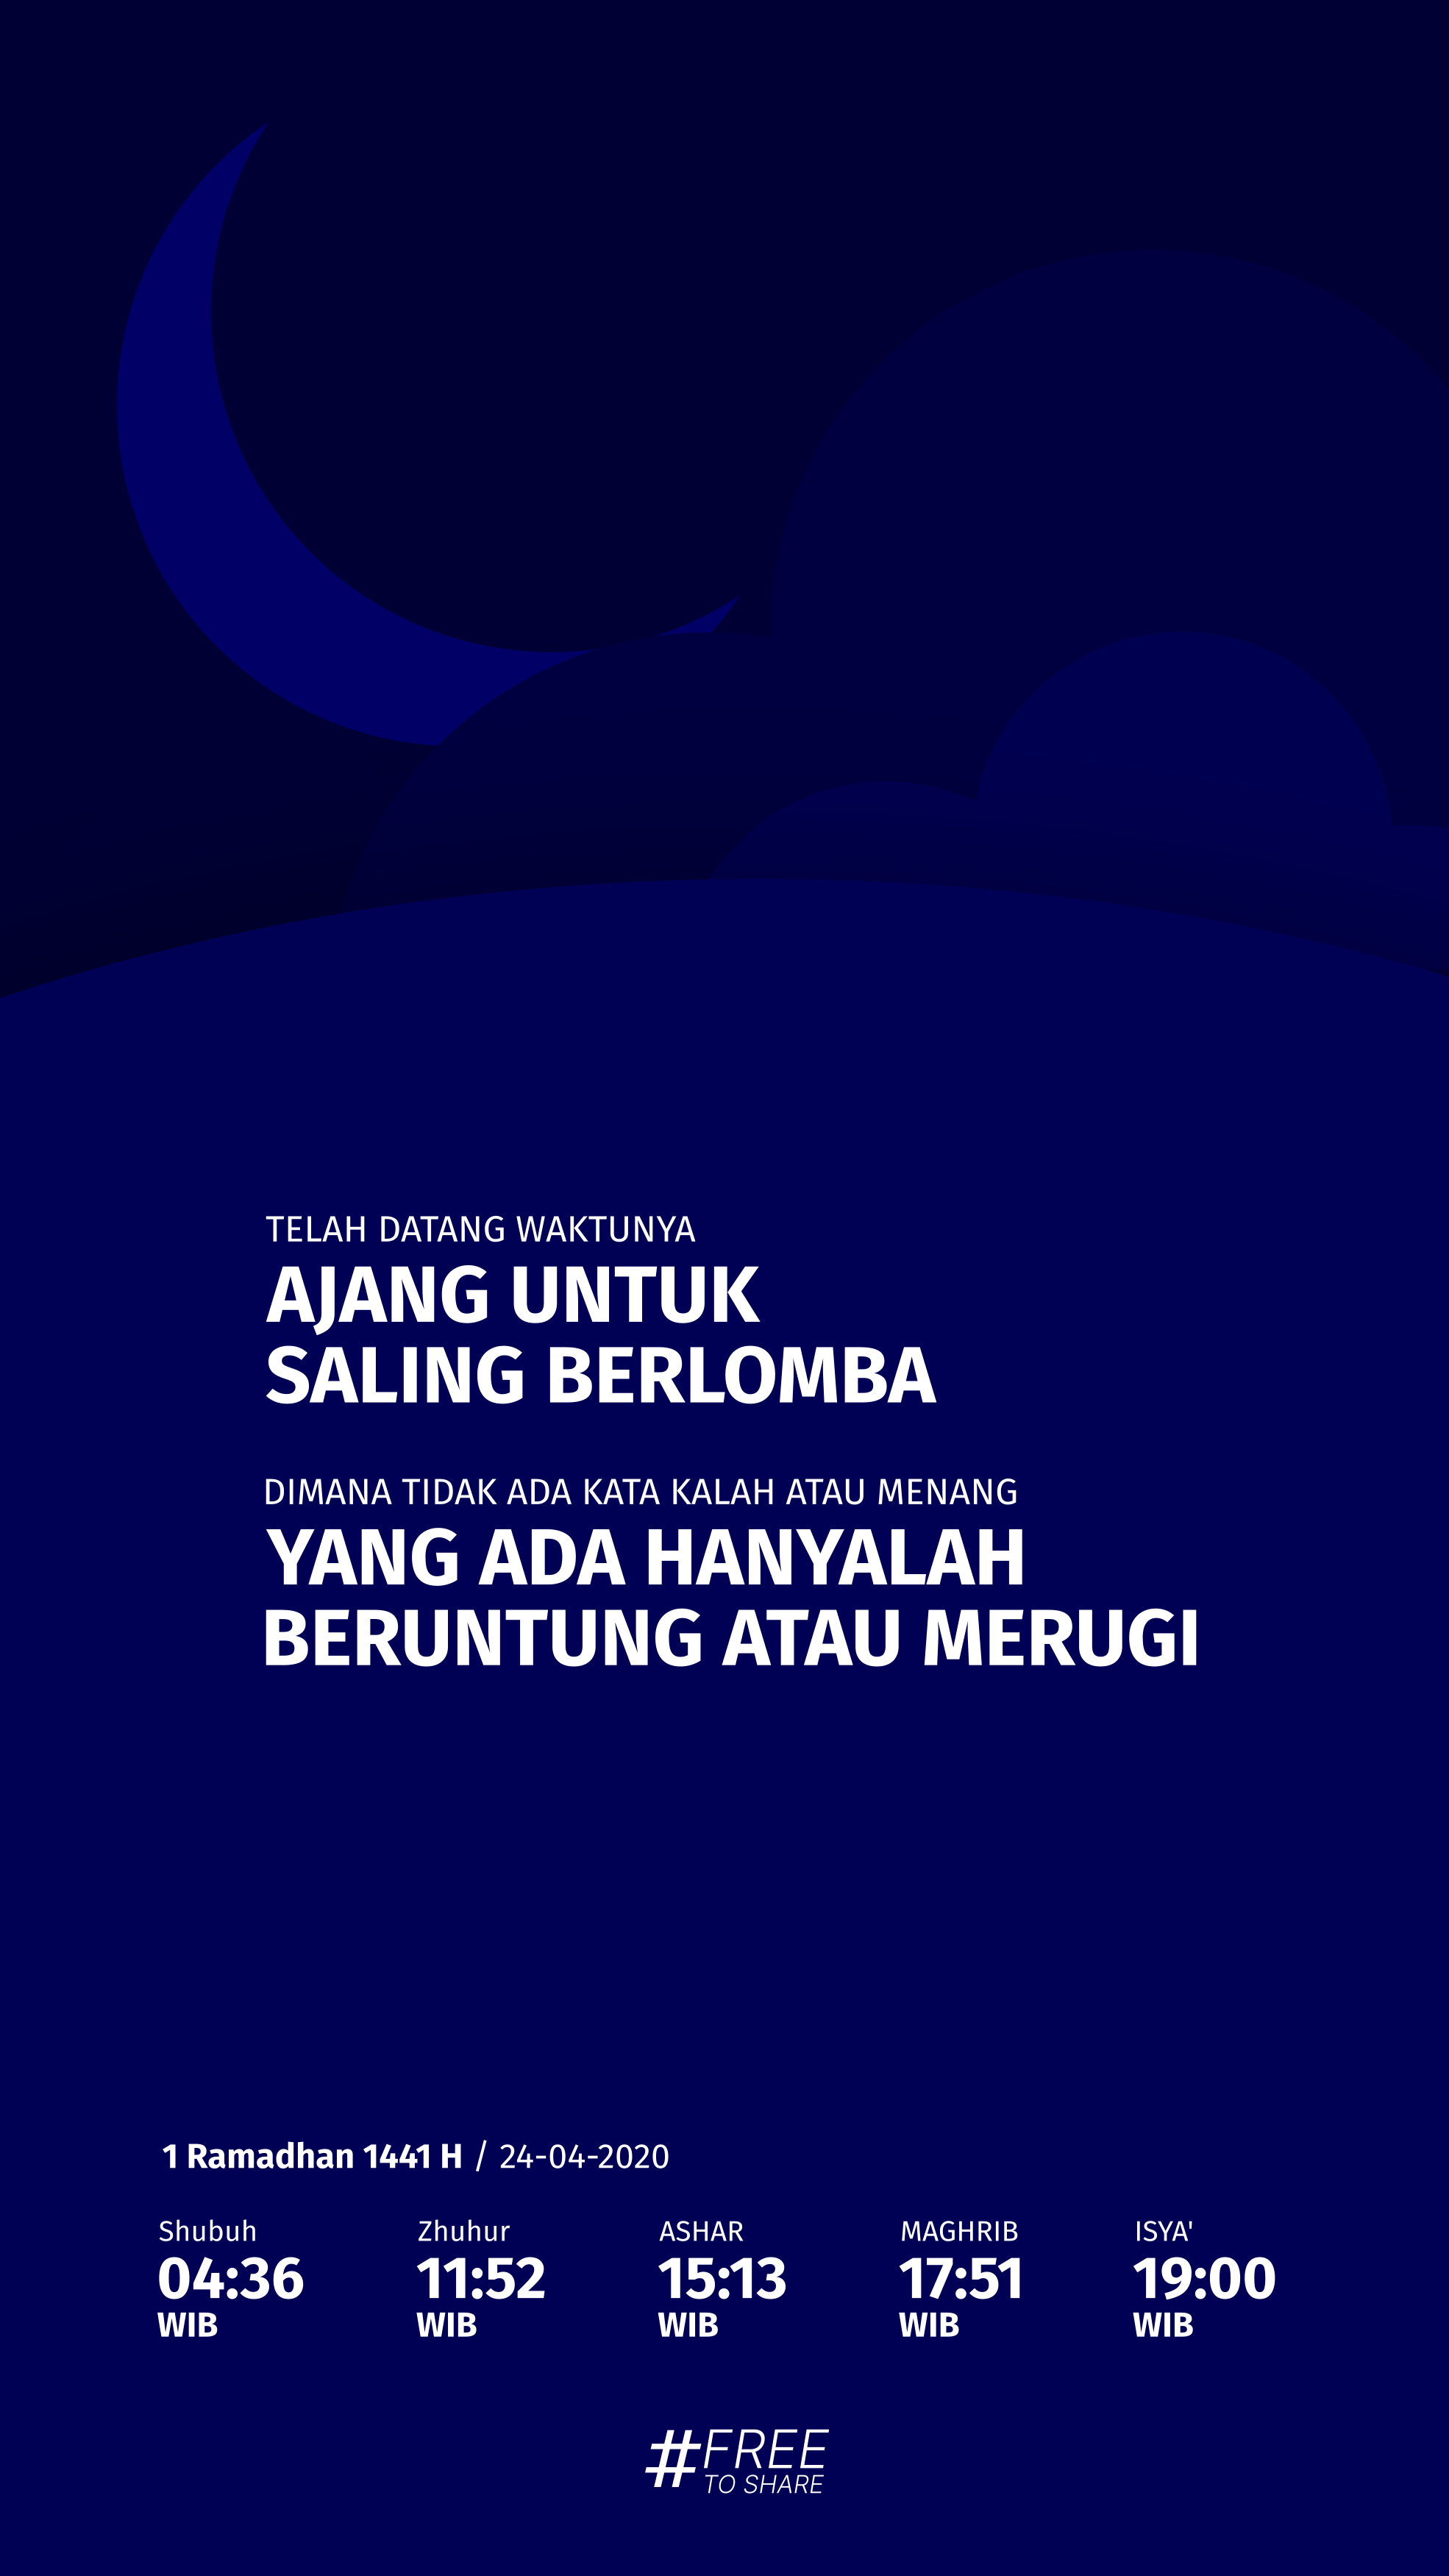 TELAH DATANG WAKTUNYA
AJANG UNTUK
SALING BERLOMBA
DIMANA TIDAK ADA KATA KALAH ATAU MENANG
YANG ADA HANYALAH
BERUNTUNG ATAU MERUGI
1 Ramadhan 1441 H / 24-04-2020
Shubuh Zhuhur ASHAR MAGHRIB ISYA'
04:36 11:52 15:13 17:51 19:00
WIB WIB WIB WIB WIB
#FREE
TO SHARE